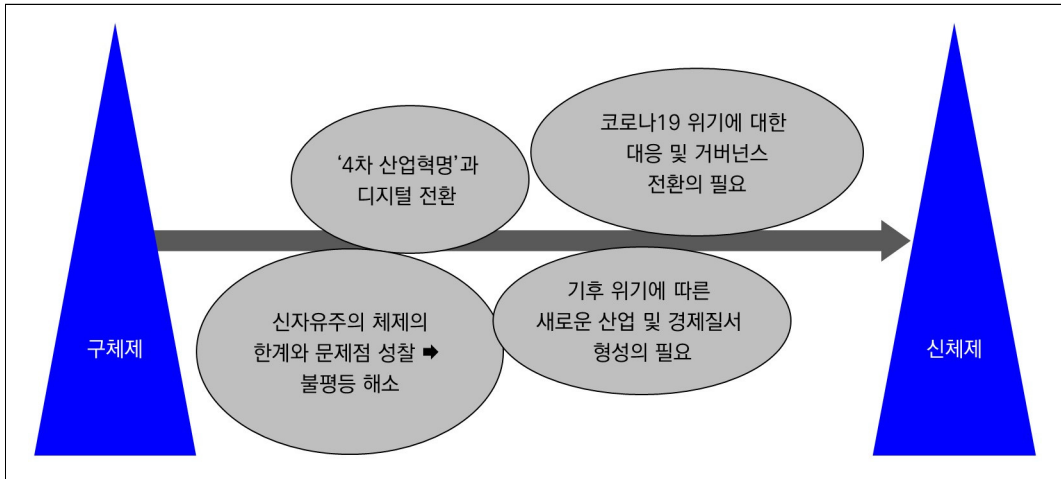 구체제
'4차 산업혁명'과
디지털 전환
코로나19 위기에 대한
대응 및 거버넌스
전환의 필요
신자유주의 체제의
한계와 문제점 성찰 ➡
불평등 해소
기후 위기에 따른
새로운 산업 및 경제질서
형성의 필요
신체제